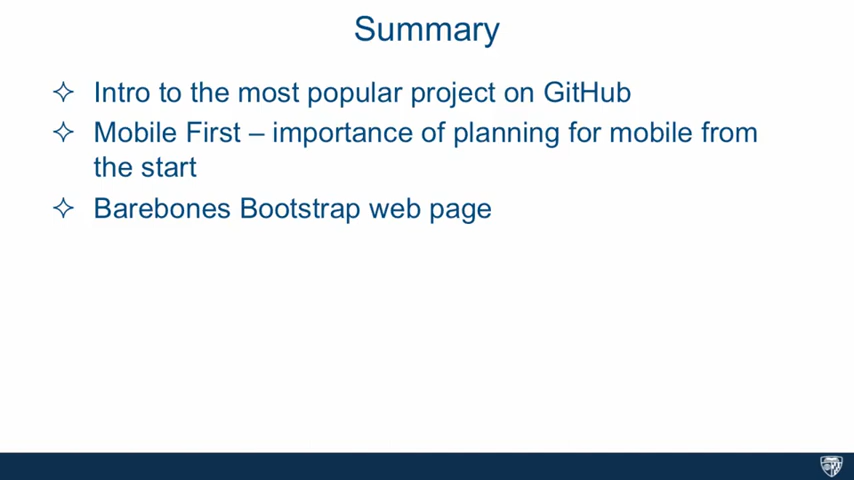 Summary
Intro to the most popular project on GitHub
Mobile First – importance of planning for mobile from
the start
Barebones Bootstrap web page